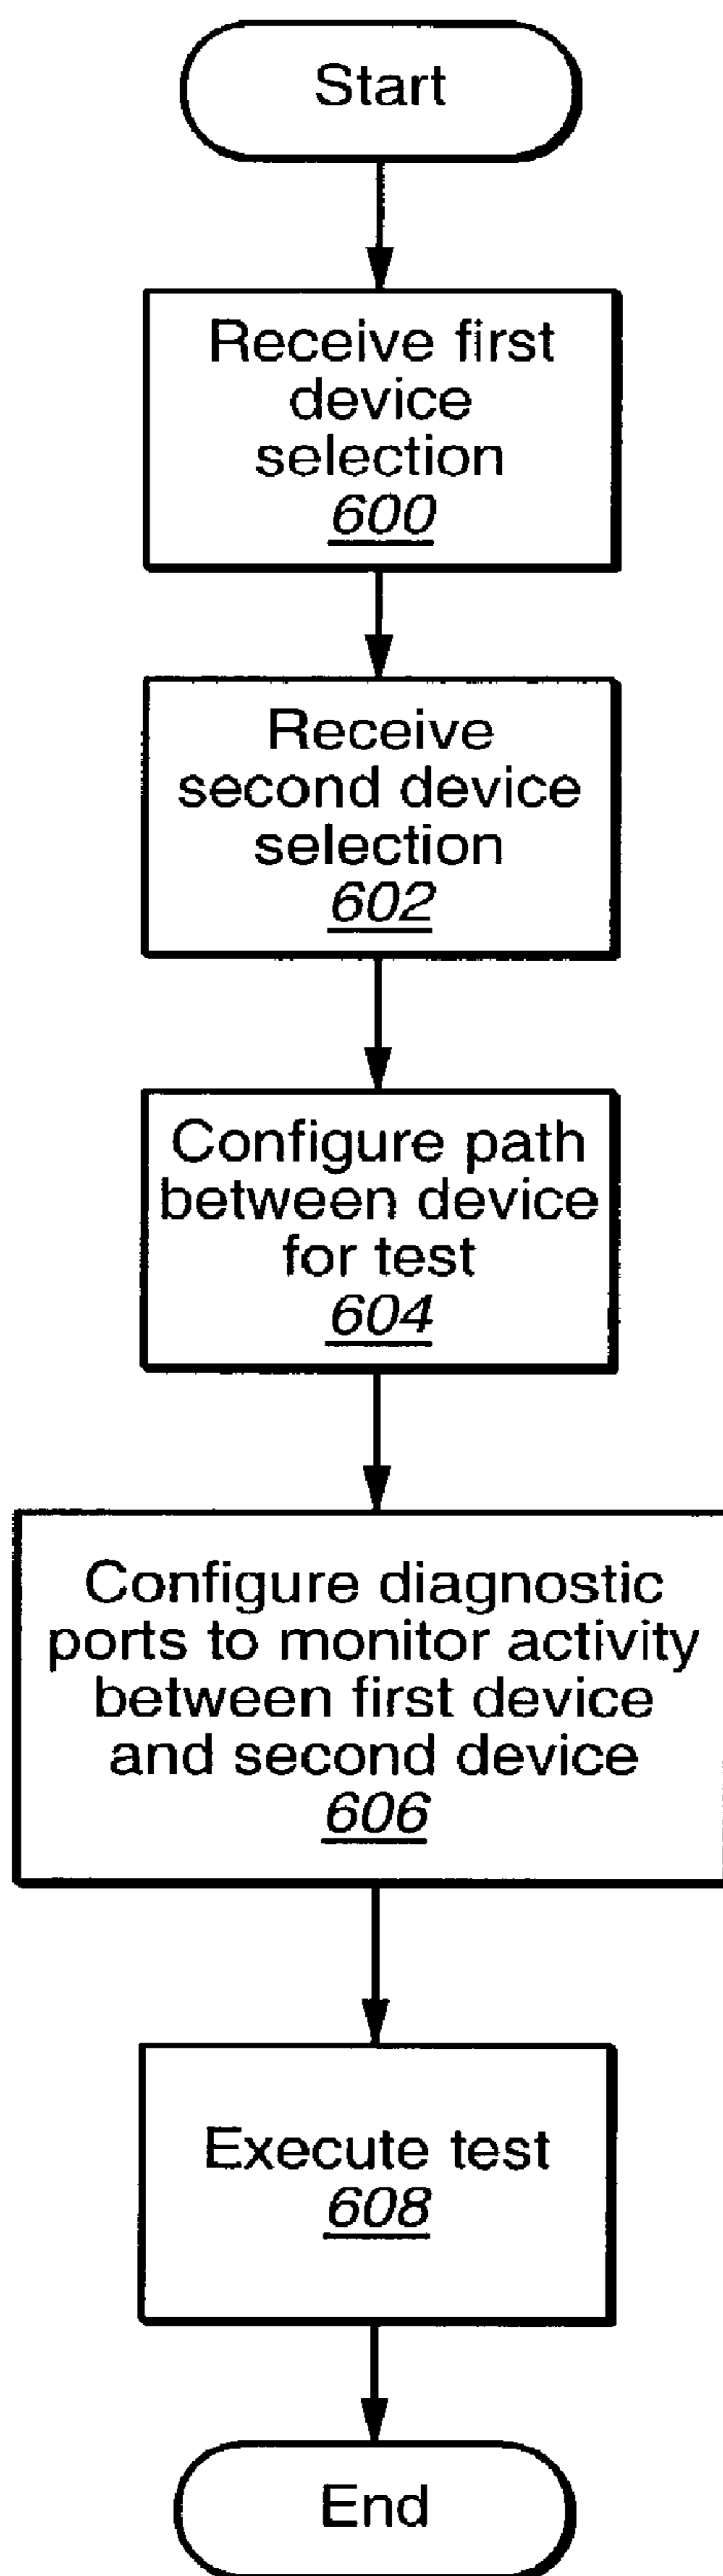 Start
Receive first
device
selection
600
Receive
second device
selection
602
Configure path
between device
for test
604
Configure diagnostic
ports to monitor activity
between first device
and second device
606
Execute test
608
End